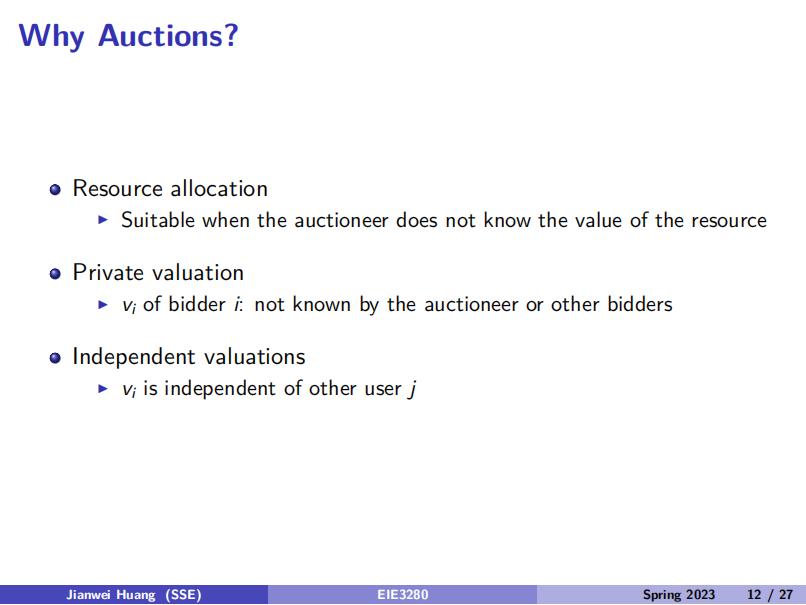 Why Auctions?
Resource allocation
Suitable when the auctioneer does not know the value of the resource
Private valuation
vᵢ of bidder i: not known by the auctioneer or other bidders
Independent valuations
vᵢ is independent of other user j
Jianwei Huang (SSE) EIE3280 Spring 2023 12 / 27